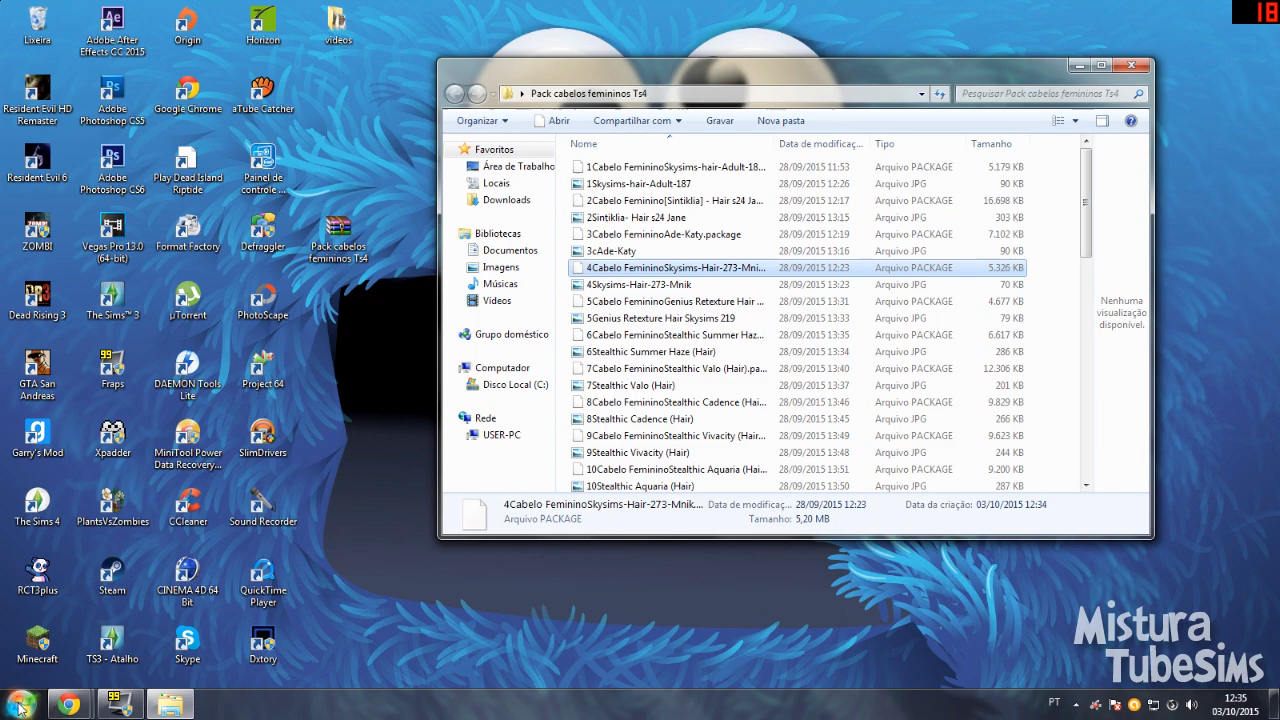 18
Lixeira
Adobe After
Effects CC 2015
Origin
Horizon
videos
Resident Evil HD
Remaster
Adobe
Photoshop CS5
Google Chrome
aTube Catcher
Resident Evil 6
Adobe
Photoshop CS6
Play Dead Island
Riptide
Painel de
controle ...
ZOMBI
Vegas Pro 13.0
(64-bit)
Format Factory
Defraggler
Pack cabelos
femininos Ts4
Dead Rising 3
The Sims™ 3
µTorrent
PhotoScape
GTA San
Andreas
99
Fraps
DAEMON Tools
Lite
Project 64
Garry's Mod
Xpadder
MiniTool Power
Data Recovery...
SlimDrivers
The Sims 4
PlantsVsZombies
CCleaner
Sound Recorder
RCT3plus
Steam
CINEMA 4D 64
Bit
QuickTime
Player
Minecraft
TS3 - Atalho
Skype
Dxtory
Pack cabelos femininos Ts4
Pesquisar Pack cabelos femininos Ts4
Organizar Abrir Compartilhar com Gravar Nova pasta
Favoritos
Área de Trabalho
Locais
Downloads
Bibliotecas
Documentos
Imagens
Músicas
Vídeos
Grupo doméstico
Computador
Disco Local (C:)
Rede
USER-PC
Nome Data de modificaç... Tipo Tamanho
1Cabelo FemininoSkysims-hair-Adult-18... 28/09/2015 11:53 Arquivo PACKAGE 5.179 KB
1Skysims-hair-Adult-187 28/09/2015 12:26 Arquivo JPG 90 KB
2Cabelo Feminino[Sintiklia] - Hair s24 Ja... 28/09/2015 12:17 Arquivo PACKAGE 16.698 KB
2Sintiklia- Hair s24 Jane 28/09/2015 13:15 Arquivo JPG 303 KB
3Cabelo FemininoAde-Katy.package 28/09/2015 12:19 Arquivo PACKAGE 7.102 KB
3cAde-Katy 28/09/2015 13:16 Arquivo JPG 90 KB
4Cabelo FemininoSkysims-Hair-273-Mni... 28/09/2015 12:23 Arquivo PACKAGE 5.326 KB
4Skysims-Hair-273-Mnik 28/09/2015 13:23 Arquivo JPG 70 KB
5Cabelo FemininoGenius Retexture Hair ... 28/09/2015 13:31 Arquivo PACKAGE 4.677 KB
5Genius Retexture Hair Skysims 219 28/09/2015 13:33 Arquivo JPG 79 KB
6Cabelo FemininoStealthic Summer Haz... 28/09/2015 13:35 Arquivo PACKAGE 6.617 KB
6Stealthic Summer Haze (Hair) 28/09/2015 13:34 Arquivo JPG 286 KB
7Cabelo FemininoStealthic Valo (Hair).pa... 28/09/2015 13:40 Arquivo PACKAGE 12.306 KB
7Stealthic Valo (Hair) 28/09/2015 13:37 Arquivo JPG 201 KB
8Cabelo FemininoStealthic Cadence (Hai... 28/09/2015 13:46 Arquivo PACKAGE 9.829 KB
8Stealthic Cadence (Hair) 28/09/2015 13:45 Arquivo JPG 266 KB
9Cabelo FemininoStealthic Vivacity (Hair... 28/09/2015 13:49 Arquivo PACKAGE 9.623 KB
9Stealthic Vivacity (Hair) 28/09/2015 13:48 Arquivo JPG 244 KB
10Cabelo FemininoStealthic Aquaria (Hair... 28/09/2015 13:51 Arquivo PACKAGE 9.200 KB
10Stealthic Aquaria (Hair) 28/09/2015 13:50 Arquivo JPG 287 KB
Nenhuma
visualização
disponível.
4Cabelo FemininoSkysims-Hair-273-Mnik.... Data de modificaç... 28/09/2015 12:23 Data da criação: 03/10/2015 12:34
Arquivo PACKAGE Tamanho: 5,20 MB
Mistura
TubeSims
99
PT
12:35
03/10/2015